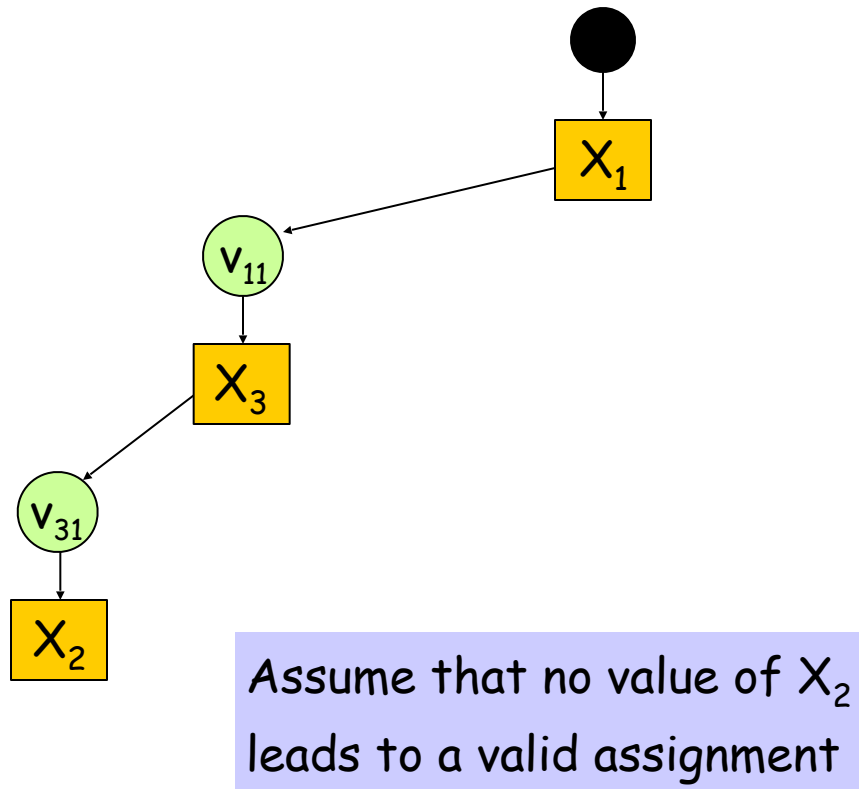 X₁
v₁₁
X₃
v₃₁
X₂
Assume that no value of X₂
leads to a valid assignment